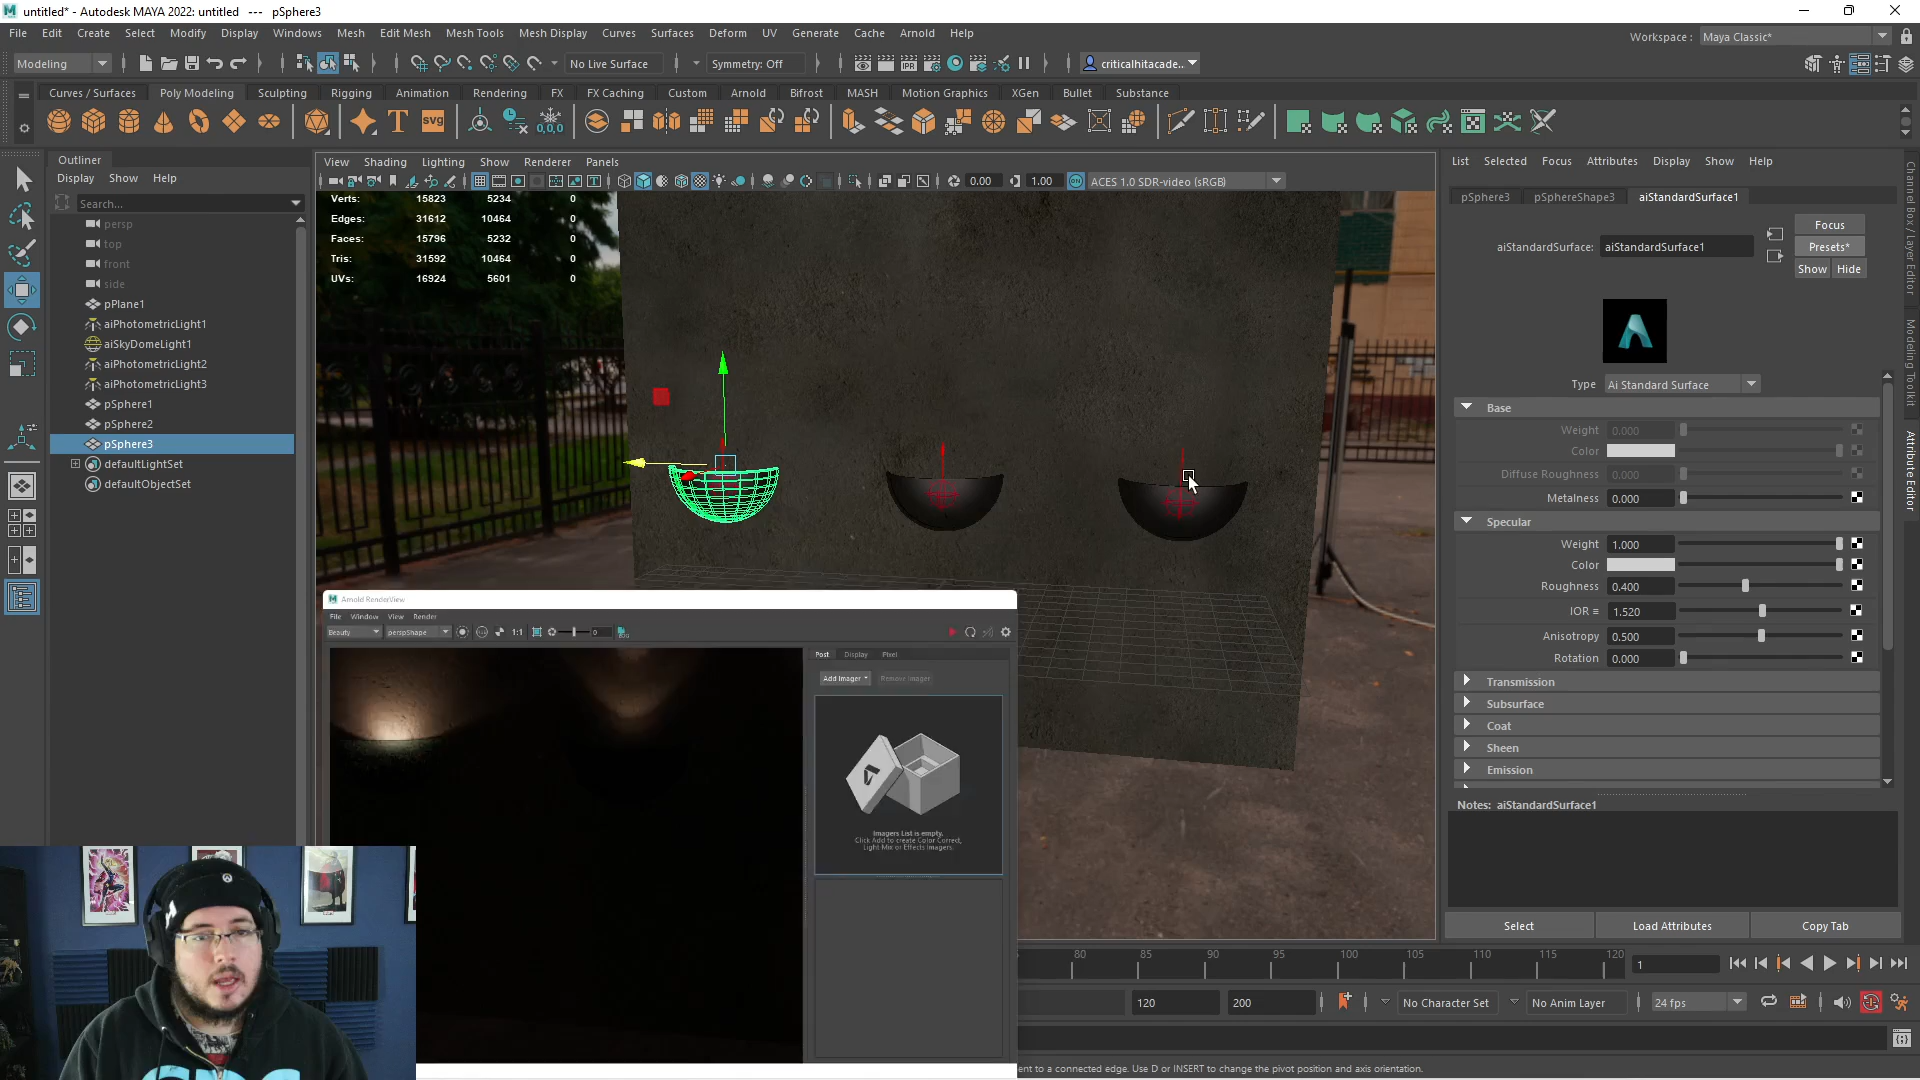 untitled* - Autodesk MAYA 2022: untitled --- pSphere3
File Edit Create Select Modify Display Windows Mesh Edit Mesh Mesh Tools Mesh Display Curves Surfaces Deform UV Generate Cache Arnold Help
Workspace : Maya Classic*
Modeling No Live Surface Symmetry: Off criticalhitacade...
Curves / Surfaces Poly Modeling Sculpting Rigging Animation Rendering FX FX Caching Custom Arnold Bifrost MASH Motion Graphics XGen Bullet Substance
T svg 0,0,0
Outliner
Display Show Help
Search...
persp
top
front
side
pPlane1
aiPhotometricLight1
aiSkyDomeLight1
aiPhotometricLight2
aiPhotometricLight3
pSphere1
pSphere2
pSphere3
defaultLightSet
defaultObjectSet
View Shading Lighting Show Renderer Panels
0.00 1.00 ACES 1.0 SDR-video (sRGB)
Verts: 15823 5234 0
Edges: 31612 10464 0
Faces: 15796 5232 0
Tris: 31592 10464 0
UVs: 16924 5601 0
Arnold RenderView
File Window View Render
Beauty perspShape 1:1 0
Post Display Pixel
Add Imager Remove Imager
Imagers List is empty.
Click Add to create Color Correct,
Light Mix or Effects Imagers.
List Selected Focus Attributes Display Show Help
pSphere3 pSphereShape3 aiStandardSurface1
aiStandardSurface: aiStandardSurface1
Focus
Presets*
Show Hide
Type Ai Standard Surface
Base
Weight 0.000
Color
Diffuse Roughness 0.000
Metalness 0.000
Specular
Weight 1.000
Color
Roughness 0.400
IOR 1.520
Anisotropy 0.500
Rotation 0.000
Transmission
Subsurface
Coat
Sheen
Emission
Notes: aiStandardSurface1
Select Load Attributes Copy Tab
Channel Box / Layer Editor
Modeling Toolkit
Attribute Editor
80 85 90 95 100 105 110 115 120
1
120 200 No Character Set No Anim Layer 24 fps
ent to a connected edge. Use D or INSERT to change the pivot position and axis orientation.